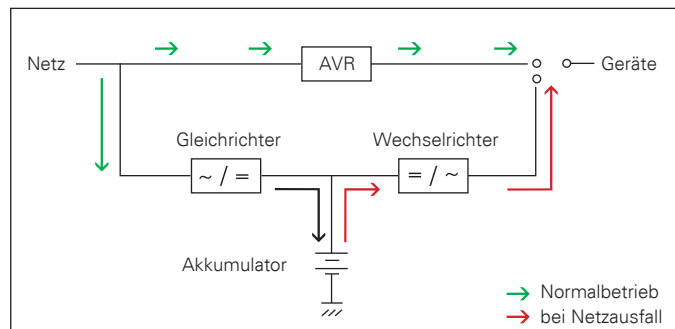 Netz
AVR
Geräte
Gleichrichter
Wechselrichter
~ / =
= / ~
Akkumulator
Normalbetrieb
bei Netzausfall